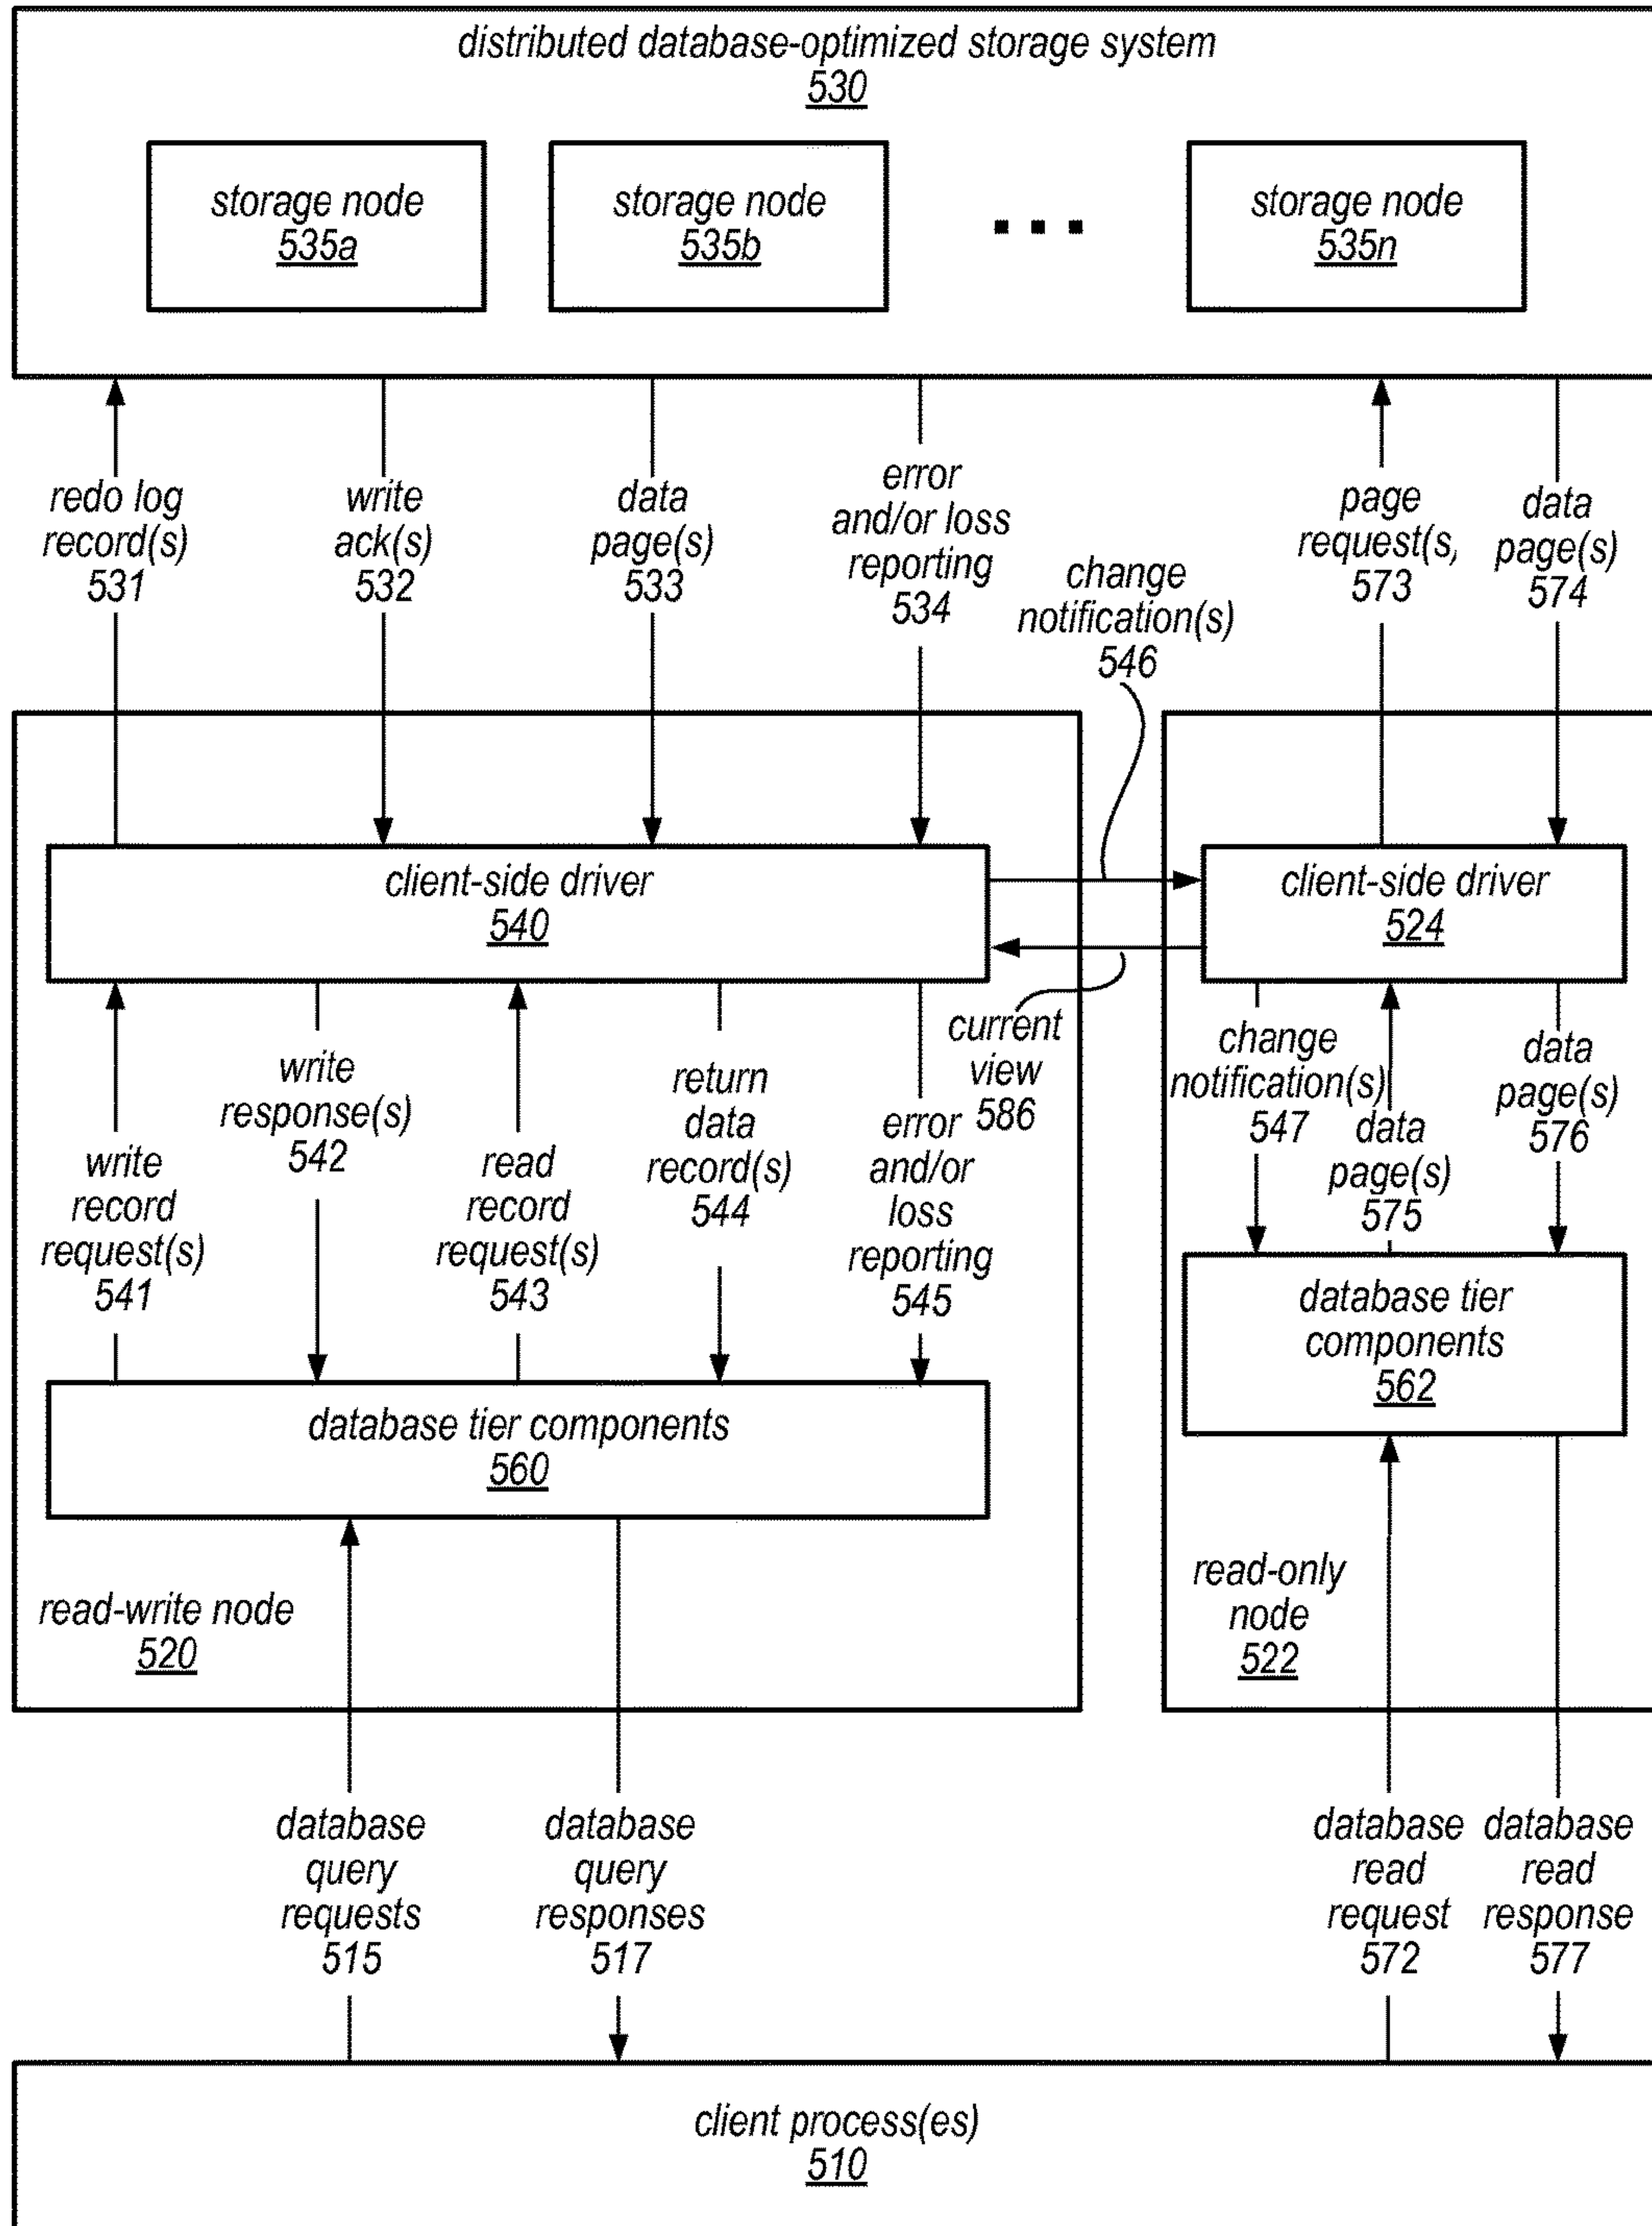 distributed database-optimized storage system
530
storage node
535a
storage node
535b
storage node
535n
redo log
record(s)
531
write
ack(s)
532
data
page(s)
533
error
and/or loss
reporting
534
change
notification(s)
546
page
request(s,
573
data
page(s)
574
client-side driver
540
client-side driver
524
write
record
request(s)
541
write
response(s)
542
read
record
request(s)
543
return
data
record(s)
544
error
and/or
loss
reporting
545
current
view
586
change
notification(s)
547
data
page(s)
575
data
page(s)
576
database tier components
560
database tier
components
562
read-write node
520
read-only
node
522
database
query
requests
515
database
query
responses
517
database
read
request
572
database
read
response
577
client process(es)
510